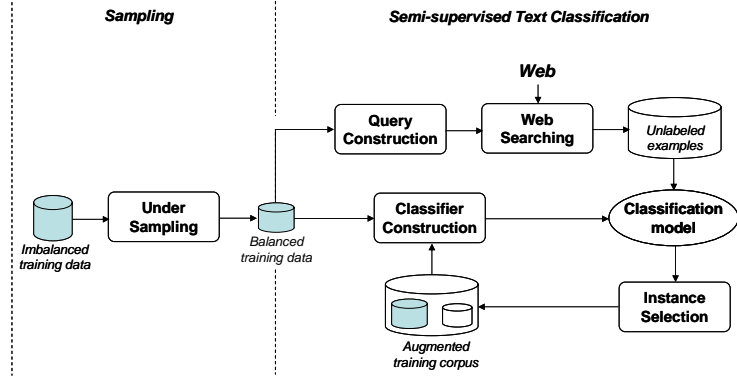 Sampling
Semi-supervised Text Classification
Web
Query
Construction
Web
Searching
Unlabeled
examples
Under
Sampling
Classifier
Construction
Classification
model
Imbalanced
training data
Balanced
training data
Instance
Selection
Augmented
training corpus